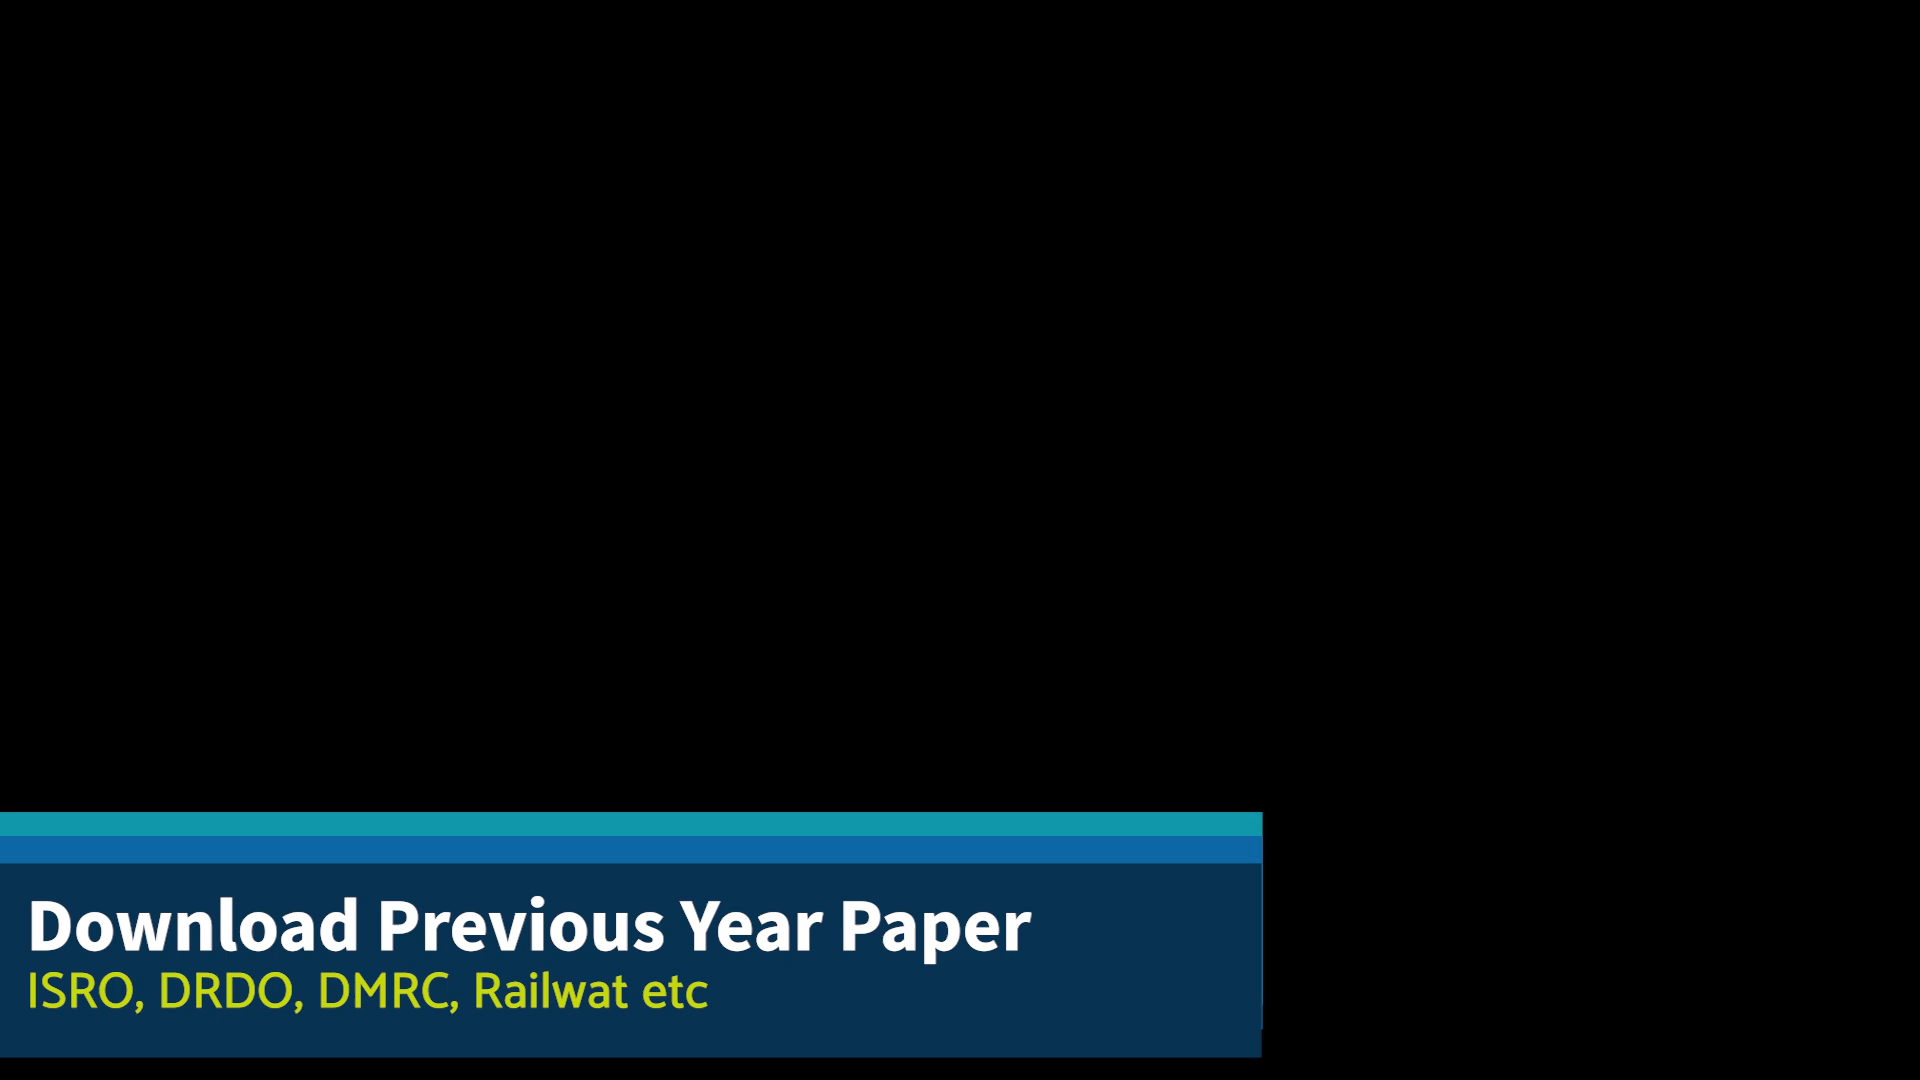 Download Previous Year Paper
ISRO, DRDO, DMRC, Railwat etc